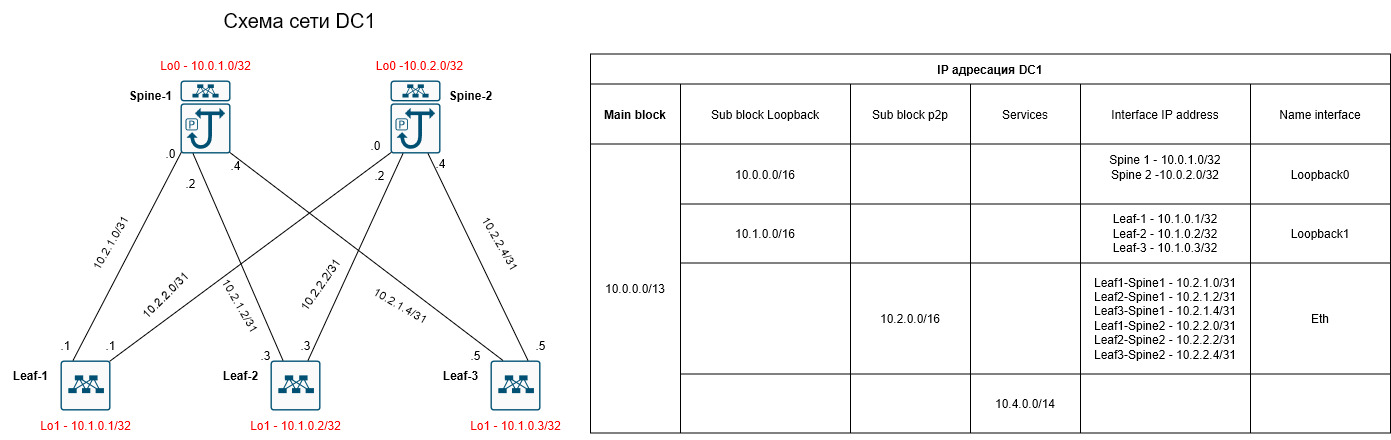 Схема сети DC1
Lo0 - 10.0.1.0/32
Lo0 -10.0.2.0/32
Spine-1
Spine-2
P
P
.0
.2
.4
.0
.2
.4
10.2.1.0/31
10.2.2.0/31
10.2.1.2/31
10.2.2.2/31
10.2.1.4/31
10.2.2.4/31
.1
.1
.3
.3
.5
.5
Leaf-1
Leaf-2
Leaf-3
Lo1 - 10.1.0.1/32
Lo1 - 10.1.0.2/32
Lo1 - 10.1.0.3/32
IP адресация DC1
Main block
Sub block Loopback
Sub block p2p
Services
Interface IP address
Name interface
10.0.0.0/13
10.0.0.0/16
Spine 1 - 10.0.1.0/32
Spine 2 -10.0.2.0/32
Loopback0
10.1.0.0/16
Leaf-1 - 10.1.0.1/32
Leaf-2 - 10.1.0.2/32
Leaf-3 - 10.1.0.3/32
Loopback1
10.2.0.0/16
Leaf1-Spine1 - 10.2.1.0/31
Leaf2-Spine1 - 10.2.1.2/31
Leaf3-Spine1 - 10.2.1.4/31
Leaf1-Spine2 - 10.2.2.0/31
Leaf2-Spine2 - 10.2.2.2/31
Leaf3-Spine2 - 10.2.2.4/31
Eth
10.4.0.0/14